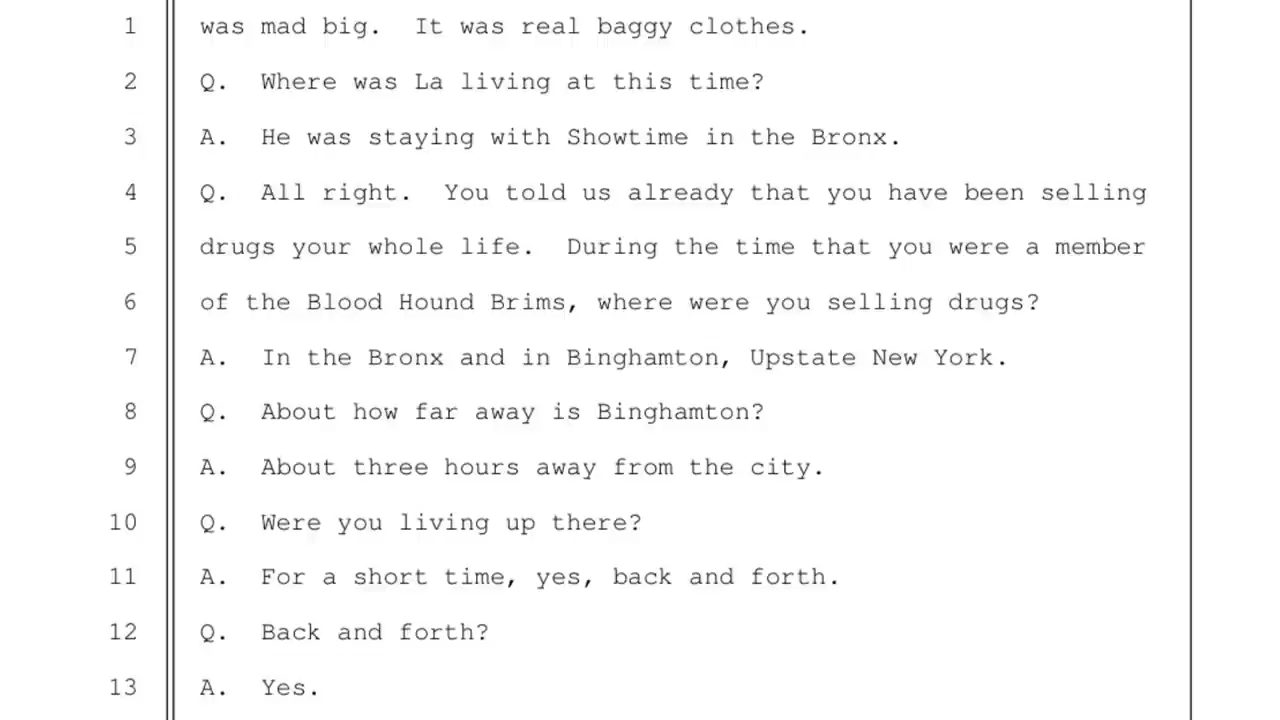 1 was mad big. It was real baggy clothes.
2 Q. Where was La living at this time?
3 A. He was staying with Showtime in the Bronx.
4 Q. All right. You told us already that you have been selling
5 drugs your whole life. During the time that you were a member
6 of the Blood Hound Brims, where were you selling drugs?
7 A. In the Bronx and in Binghamton, Upstate New York.
8 Q. About how far away is Binghamton?
9 A. About three hours away from the city.
10 Q. Were you living up there?
11 A. For a short time, yes, back and forth.
12 Q. Back and forth?
13 A. Yes.